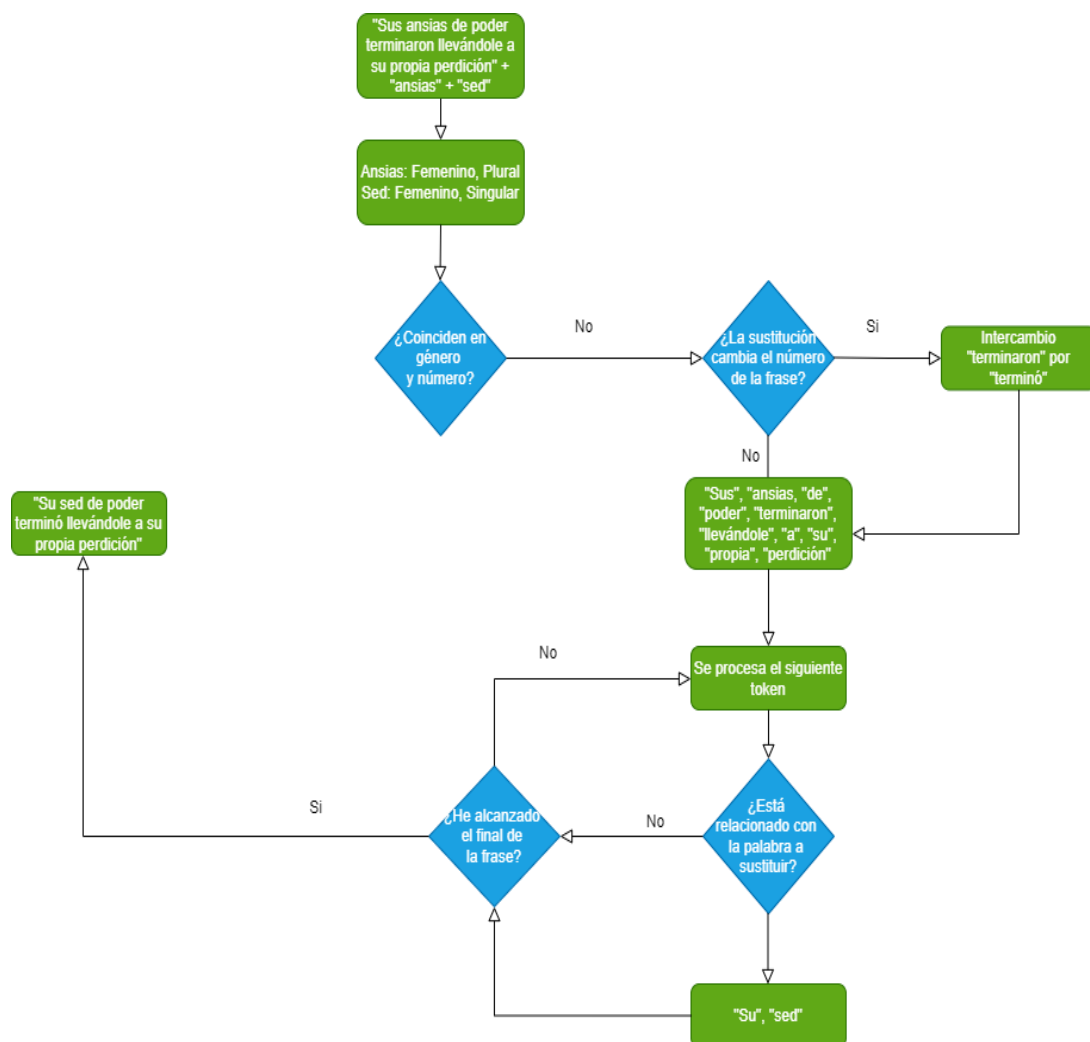 "Sus ansias de poder
terminaron llevándole a
su propia perdición" +
"ansias" + "sed"
Ansias: Femenino, Plural
Sed: Femenino, Singular
¿Coinciden en
género
y número?
No
¿La sustitución
cambia el número
de la frase?
Si
Intercambio
"terminaron" por
"terminó"
No
"Sus", "ansias, "de",
"poder", "terminaron",
"llevándole", "a", "su",
"propia", "perdición"
"Su sed de poder
terminó llevándole a su
propia perdición"
Se procesa el siguiente
token
No
¿Está
relacionado con
la palabra a
sustituir?
No
¿He alcanzado
el final de
la frase?
Si
"Su", "sed"